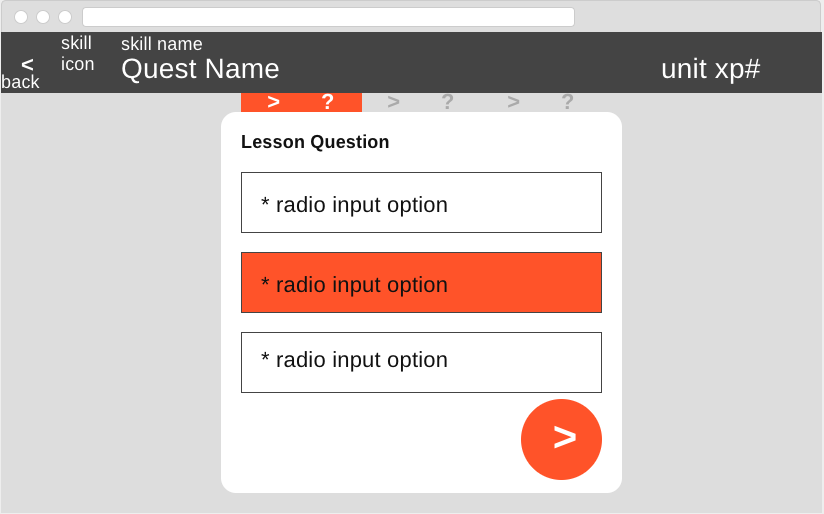 <
back
skill
icon
skill name
Quest Name
unit xp#
> ? > ? > ?
Lesson Question
* radio input option
* radio input option
* radio input option
>